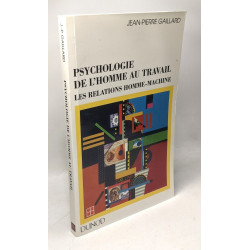 JEAN-PIERRE GAILLARD
PSYCHOLOGIE
DE L'HOMME AU TRAVAIL
LES RELATIONS HOMME-MACHINE
DUNOD